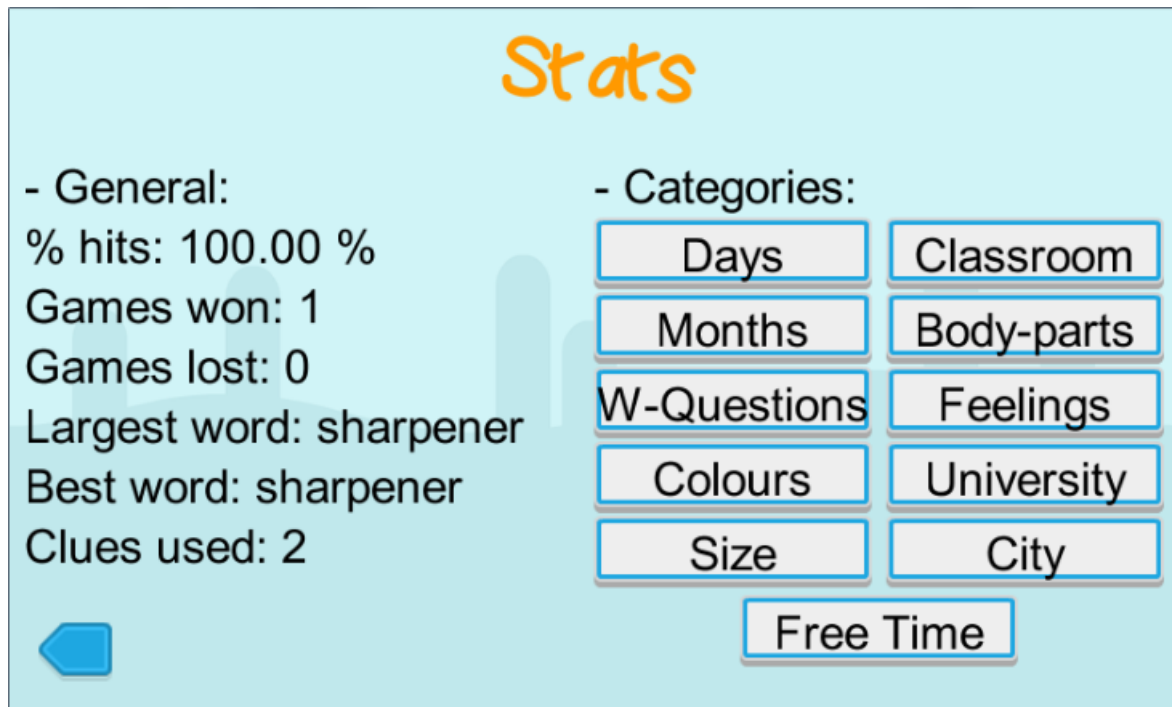 Stats
- General:
% hits: 100.00 %
Games won: 1
Games lost: 0
Largest word: sharpener
Best word: sharpener
Clues used: 2
- Categories:
Days
Classroom
Months
Body-parts
W-Questions
Feelings
Colours
University
Size
City
Free Time